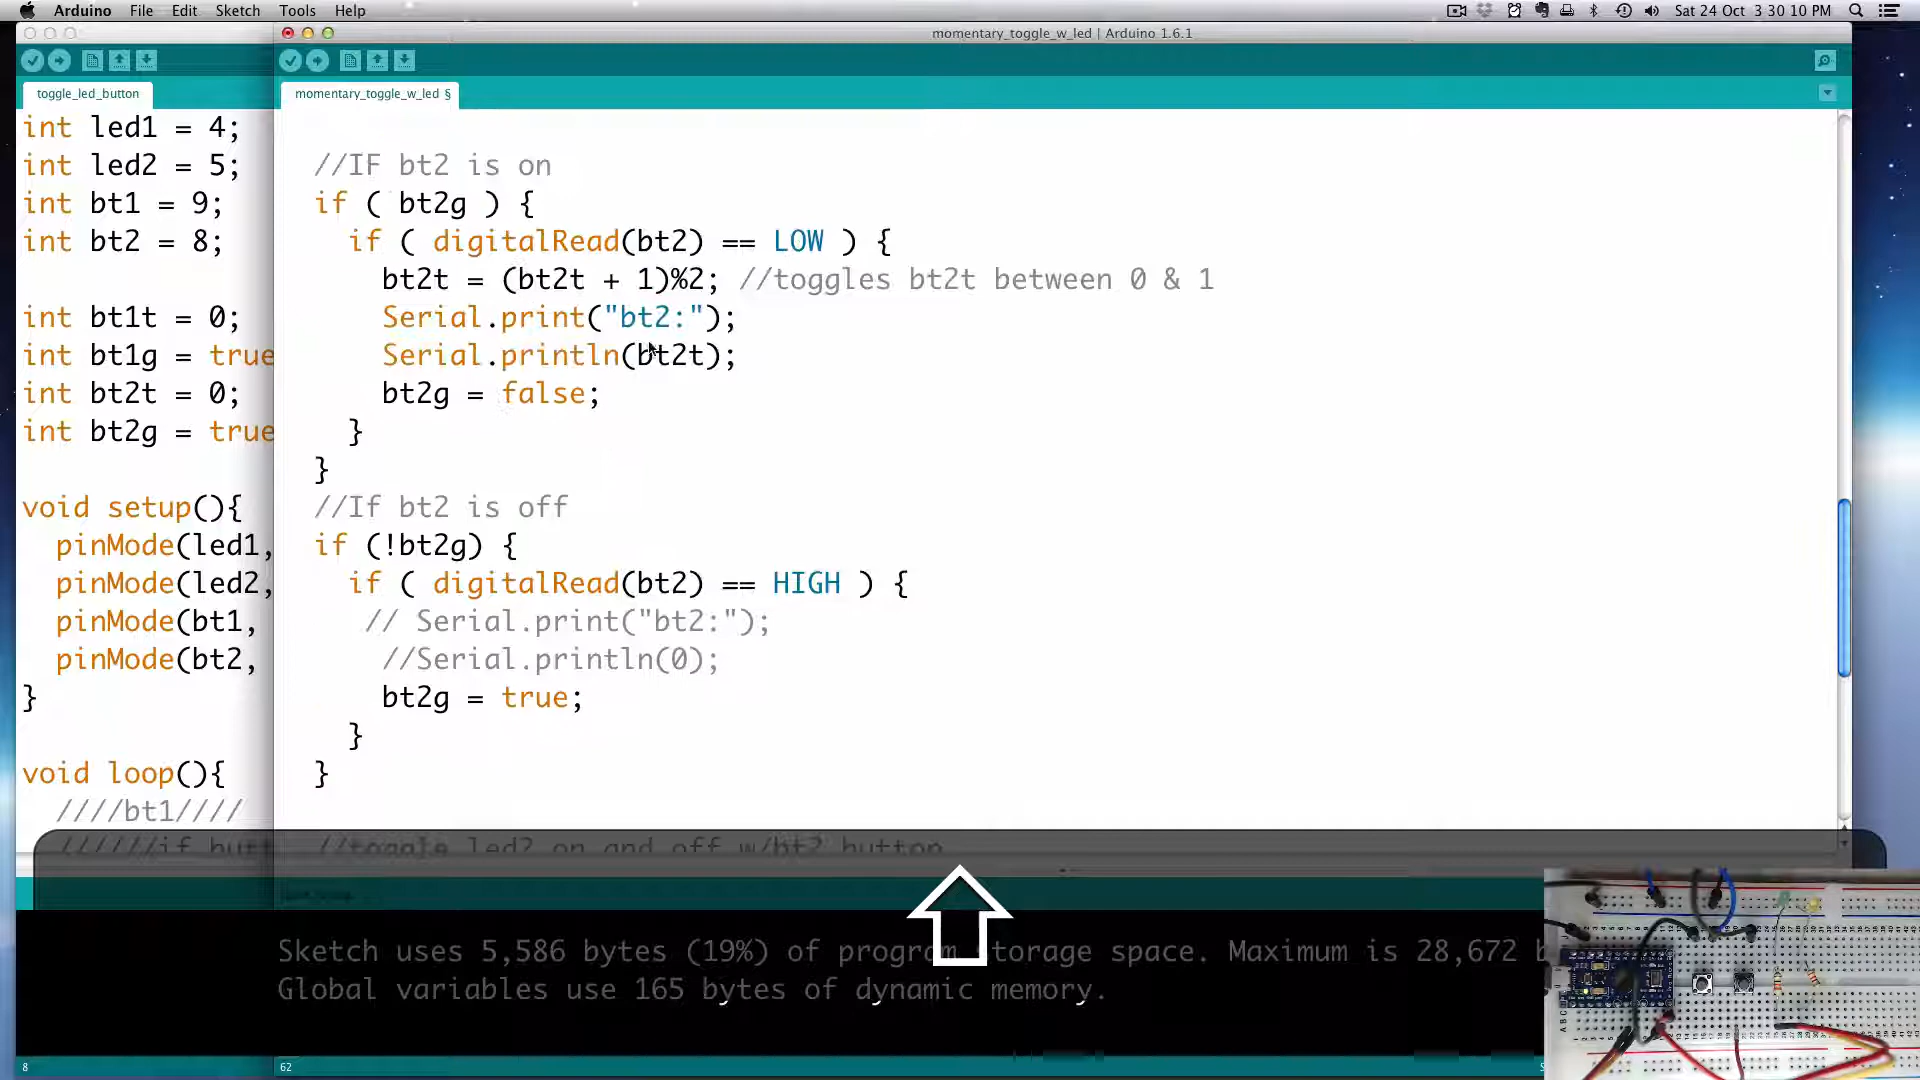 Arduino File Edit Sketch Tools Help
Sat 24 Oct 3 30 10 PM
momentary_toggle_w_led | Arduino 1.6.1
toggle_led_button
momentary_toggle_w_led §
int led1 = 4;
int led2 = 5;
int bt1 = 9;
int bt2 = 8;
int bt1t = 0;
int bt1g = true
int bt2t = 0;
int bt2g = true
void setup(){
pinMode(led1,
pinMode(led2,
pinMode(bt1,
pinMode(bt2,
}
void loop(){
////bt1////
//////if butt
//IF bt2 is on
if ( bt2g ) {
if ( digitalRead(bt2) == LOW ) {
bt2t = (bt2t + 1)%2; //toggles bt2t between 0 & 1
Serial.print("bt2:");
Serial.println(bt2t);
bt2g = false;
}
}
//If bt2 is off
if (!bt2g) {
if ( digitalRead(bt2) == HIGH ) {
// Serial.print("bt2:");
//Serial.println(0);
bt2g = true;
}
}
//toggle led2 on and off w/bt2 button
Sketch uses 5,586 bytes (19%) of program storage space. Maximum is 28,672 b
Global variables use 165 bytes of dynamic memory.
8
62